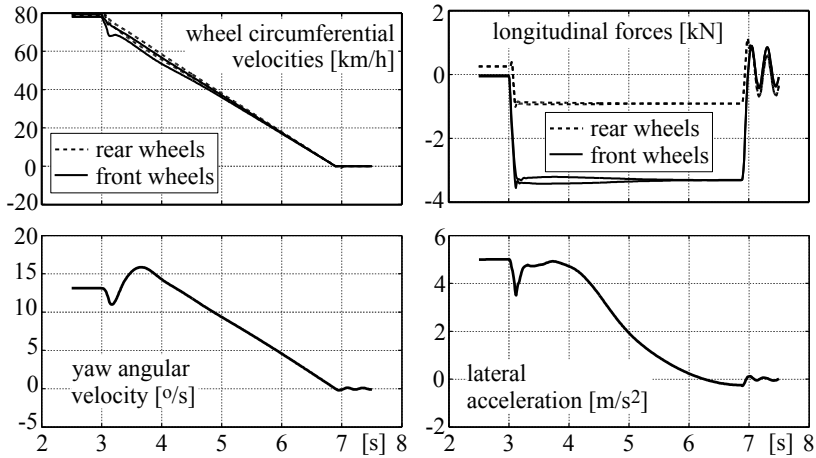 80
60
40
20
0
-20
wheel circumferential
velocities [km/h]
rear wheels
front wheels
2
0
-2
-4
longitudinal forces [kN]
rear wheels
front wheels
20
15
10
5
0
-5
yaw angular
velocity [º/s]
2 3 4 5 6 7 [s] 8
6
4
2
0
lateral
acceleration [m/s²]
2 3 4 5 6 7 [s] 8